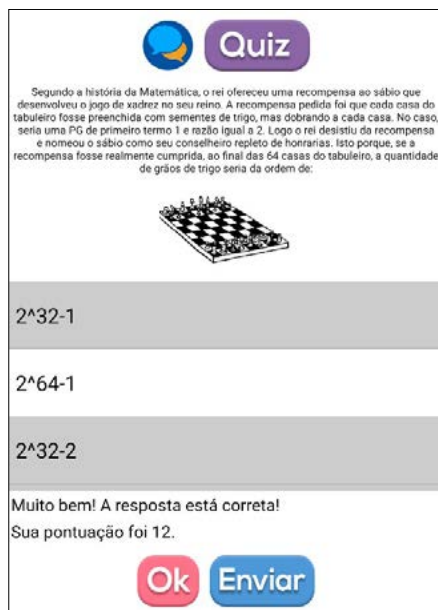 Quiz
Segundo a história da Matemática, o rei ofereceu uma recompensa ao sábio que
desenvolveu o jogo de xadrez no seu reino. A recompensa pedida foi que cada casa do
tabuleiro fosse preenchida com sementes de trigo, mas dobrando a cada casa. No caso,
seria uma PG de primeiro termo 1 e razão igual a 2. Logo o rei desistiu da recompensa
e nomeou o sábio como seu conselheiro repleto de honrarias. Isto porque, se a
recompensa fosse realmente cumprida, ao final das 64 casas do tabuleiro, a quantidade
de grãos de trigo seria da ordem de:
2^32-1
2^64-1
2^32-2
Muito bem! A resposta está correta!
Sua pontuação foi 12.
Ok Enviar